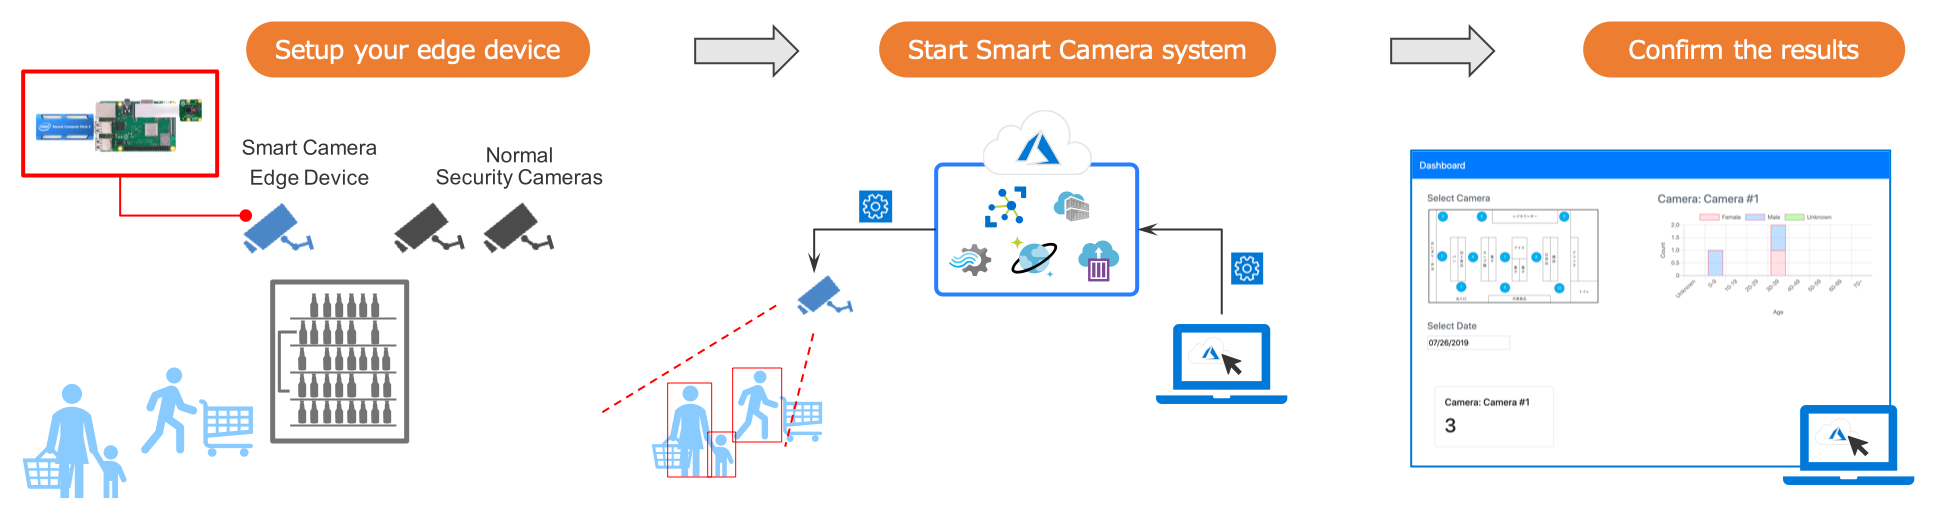 Setup your edge device
Start Smart Camera system
Confirm the results
Smart Camera
Edge Device
Normal
Security Cameras
Dashboard
Select Camera
Camera: Camera #1
Female
Male
Unknown
Count
2.0
1.5
1.0
0.5
0
Unknown
0-9
10-19
20-29
30-39
40-49
50-59
60-69
70~
Age
Select Date
07/26/2019
Camera: Camera #1
3